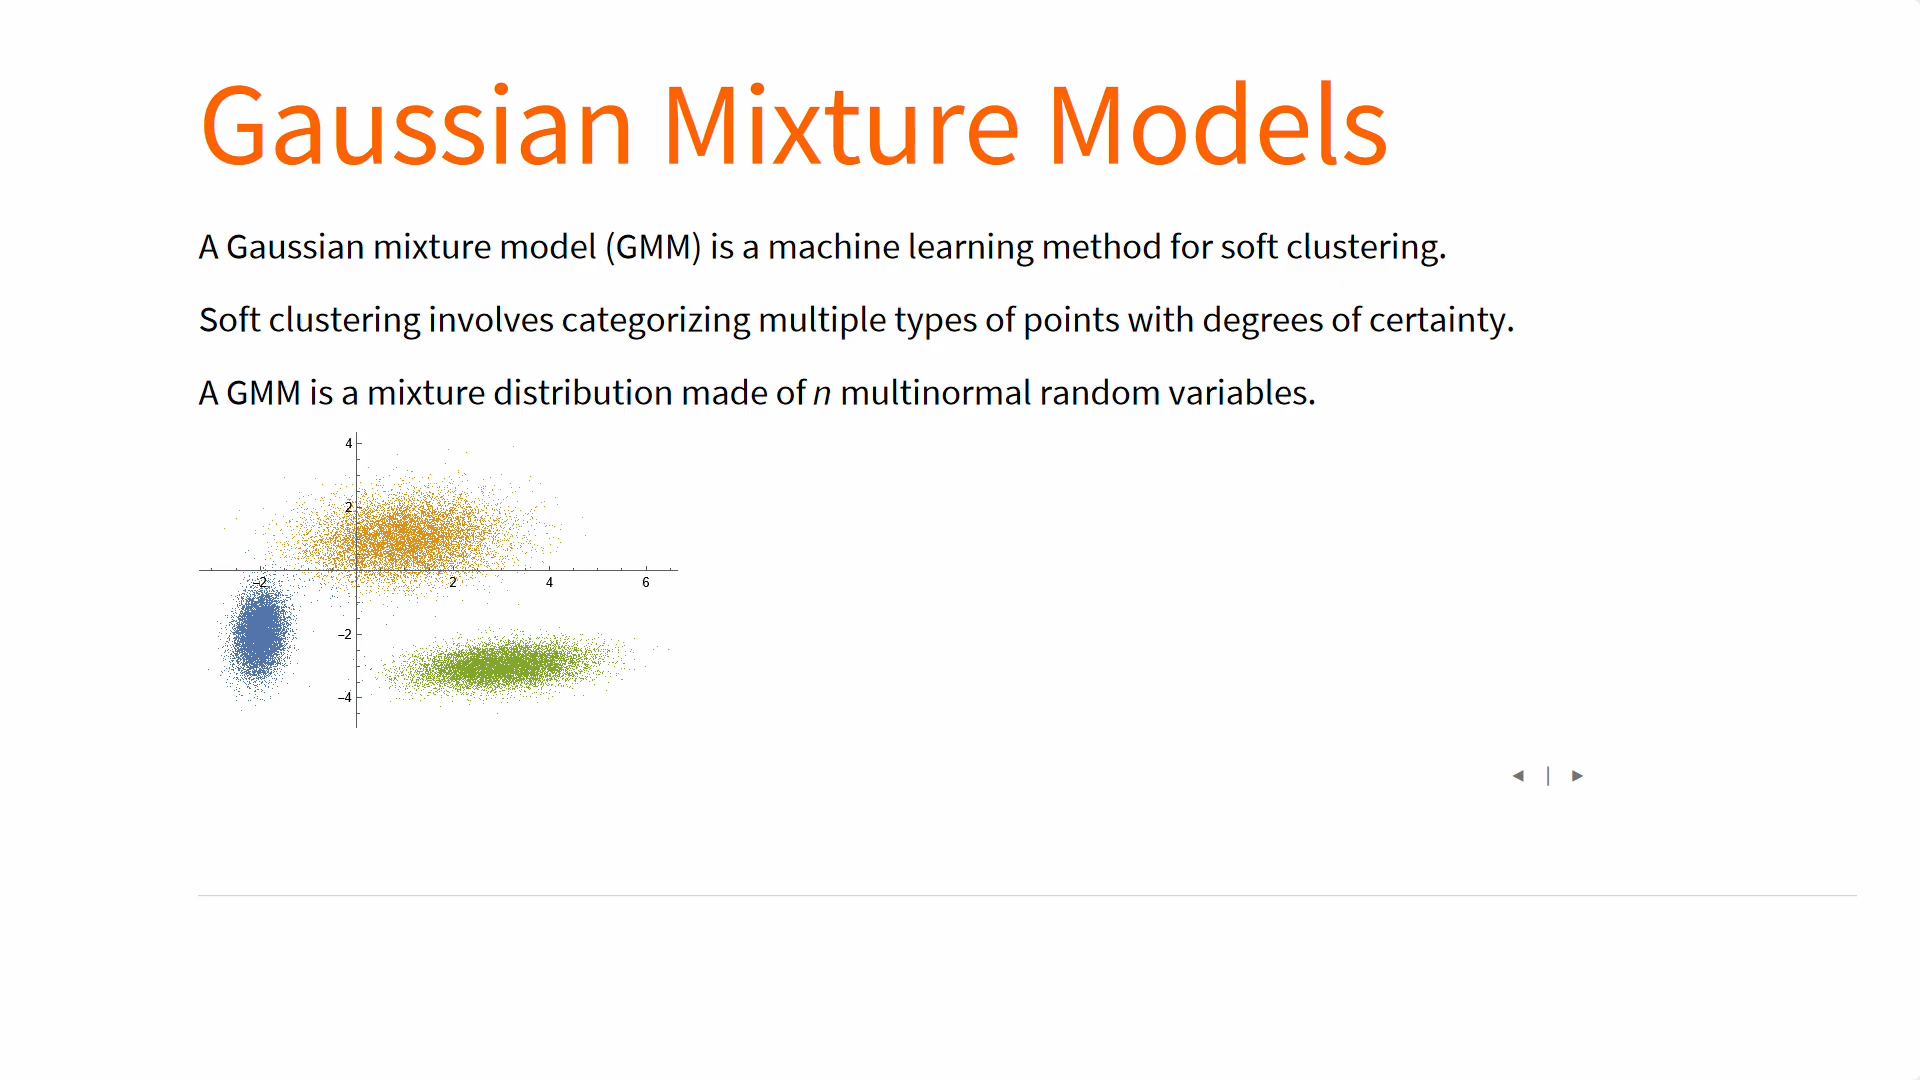 Gaussian Mixture Models
A Gaussian mixture model (GMM) is a machine learning method for soft clustering.
Soft clustering involves categorizing multiple types of points with degrees of certainty.
A GMM is a mixture distribution made of n multinormal random variables.
4
2
-2 2 4 6
-2
-4
◄ | ►